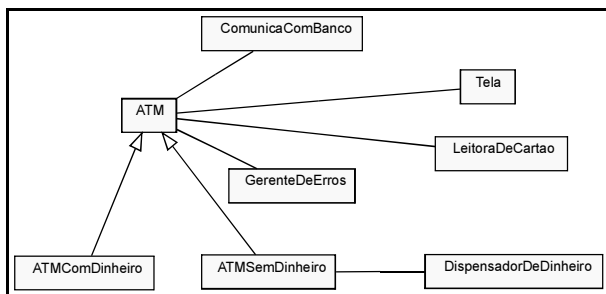 ComunicaComBanco
Tela
ATM
LeitoraDeCartao
GerenteDeErros
ATMComDinheiro
ATMSemDinheiro
DispensadorDeDinheiro